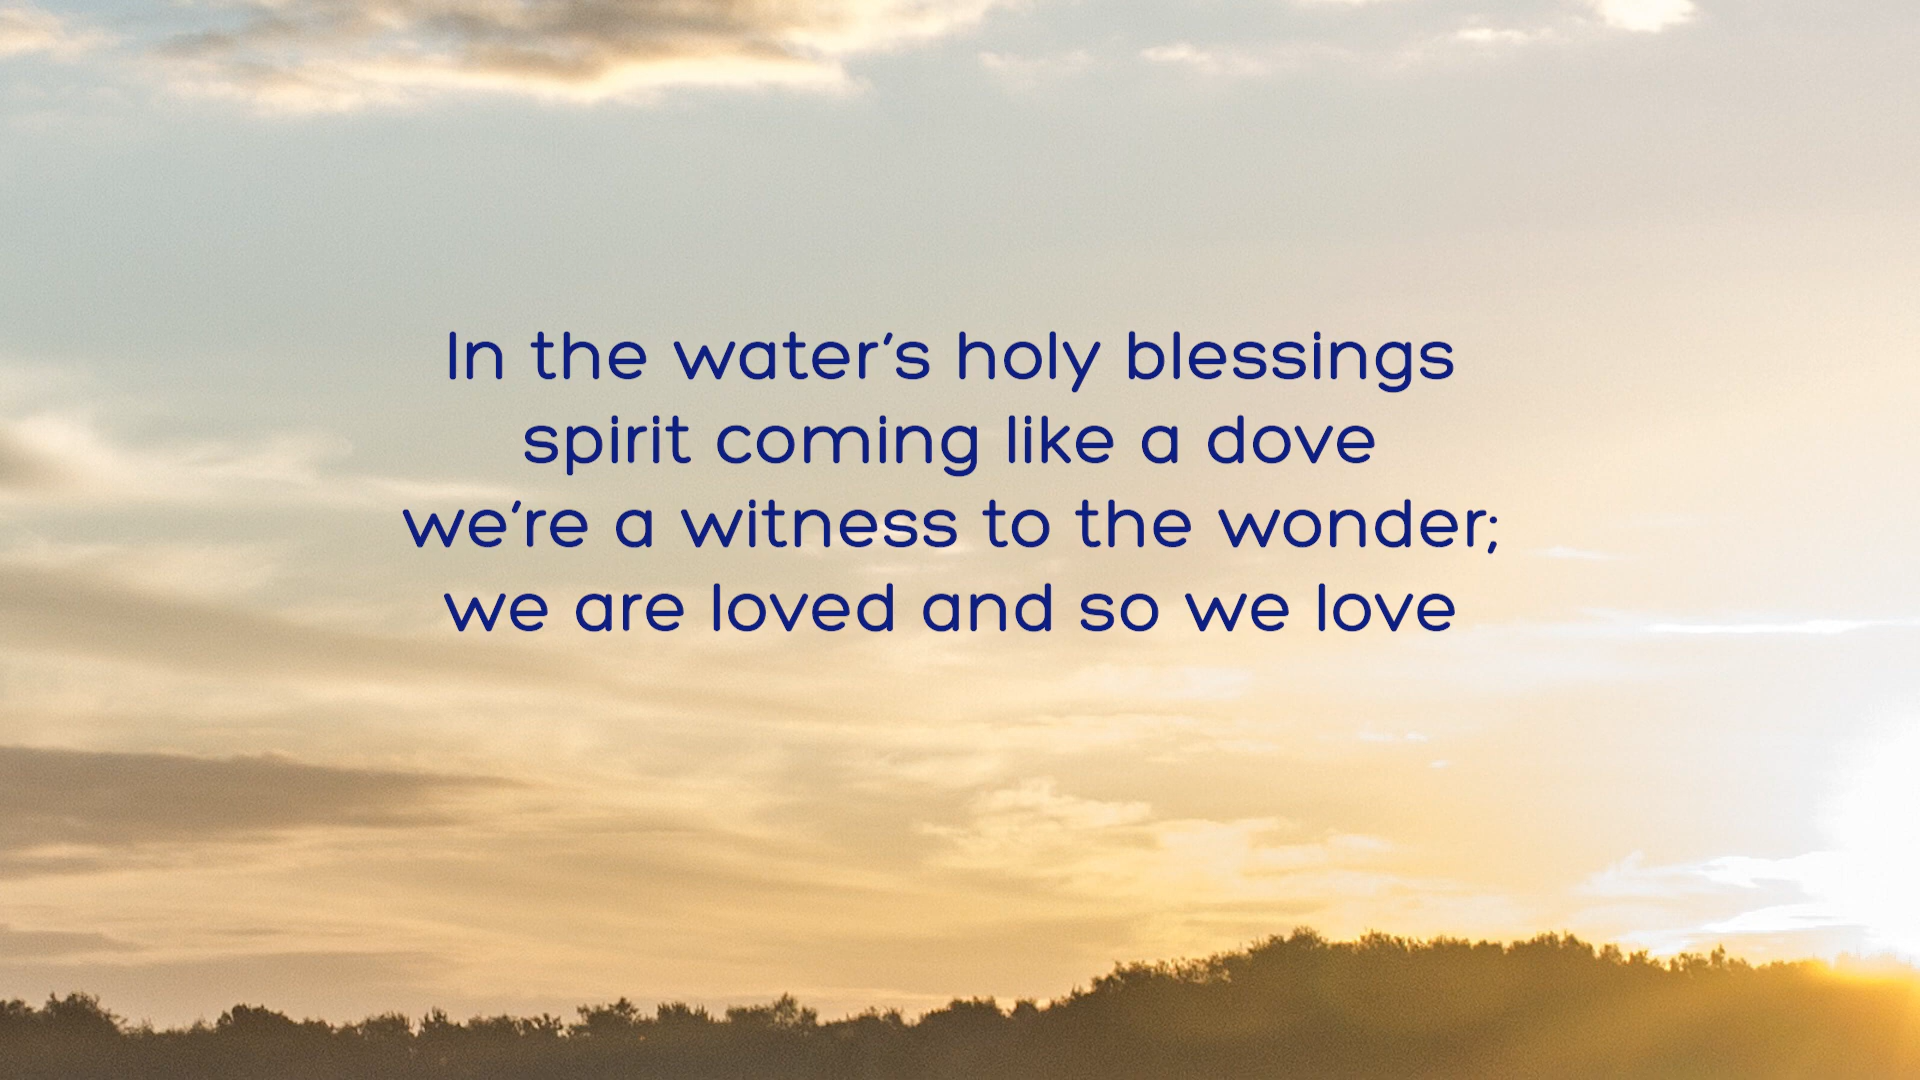 In the water’s holy blessings
spirit coming like a dove
we’re a witness to the wonder;
we are loved and so we love